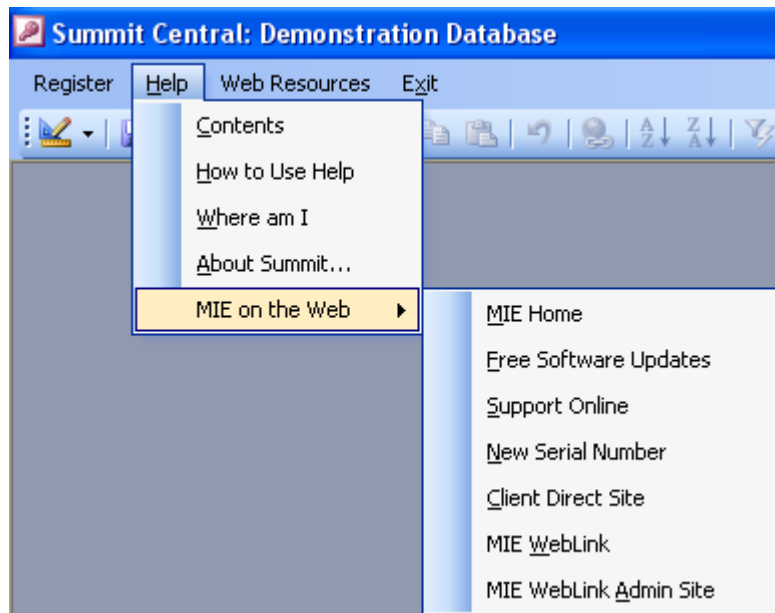 Summit Central: Demonstration Database
Register Help Web Resources Exit
Contents
How to Use Help
Where am I
About Summit...
MIE on the Web
MIE Home
Free Software Updates
Support Online
New Serial Number
Client Direct Site
MIE WebLink
MIE WebLink Admin Site